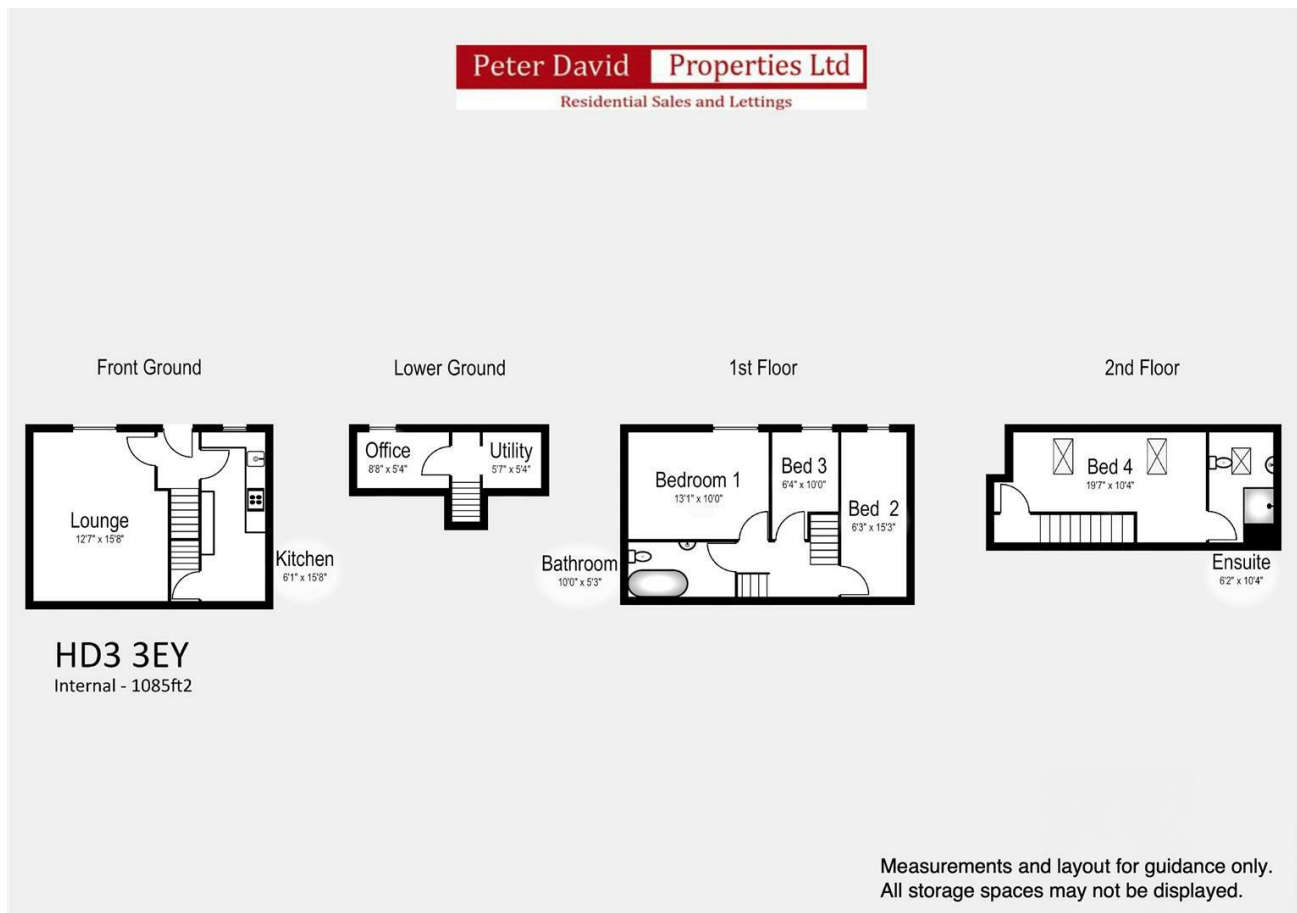 Peter David Properties Ltd
Residential Sales and Lettings
Front Ground
Lower Ground
1st Floor
2nd Floor
Lounge
12'7" x 15'8"
Kitchen
6'1" x 15'8"
Office
8'8" x 5'4"
Utility
5'7" x 5'4"
Bedroom 1
13'1" x 10'0"
Bed 3
6'4" x 10'0"
Bed 2
6'3" x 15'3"
Bathroom
10'0" x 5'3"
Bed 4
19'7" x 10'4"
Ensuite
6'2" x 10'4"
HD3 3EY
Internal - 1085ft2
Measurements and layout for guidance only.
All storage spaces may not be displayed.